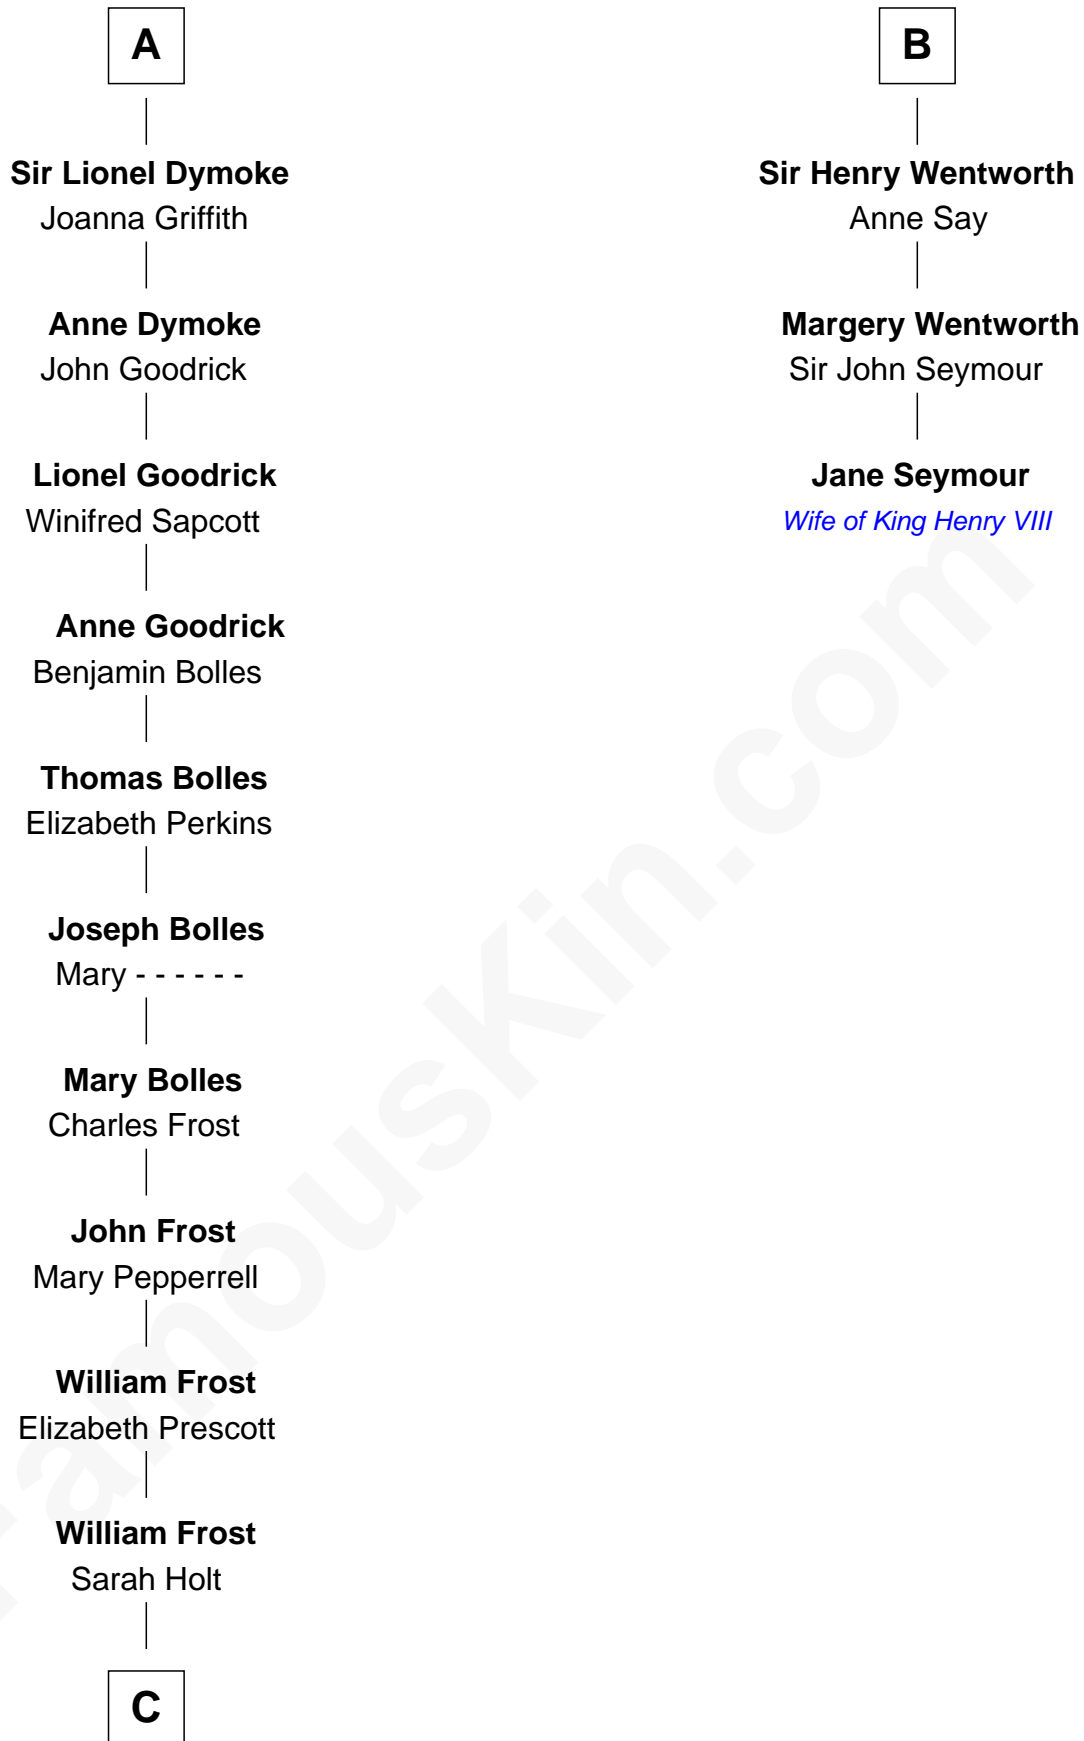 A
Sir Lionel Dymoke
Joanna Griffith
Anne Dymoke
John Goodrick
Lionel Goodrick
Winifred Sapcott
Anne Goodrick
Benjamin Bolles
Thomas Bolles
Elizabeth Perkins
Joseph Bolles
Mary - - - - - -
Mary Bolles
Charles Frost
John Frost
Mary Pepperrell
William Frost
Elizabeth Prescott
William Frost
Sarah Holt
C
B
Sir Henry Wentworth
Anne Say
Margery Wentworth
Sir John Seymour
Jane Seymour
Wife of King Henry VIII
FamousKin.com